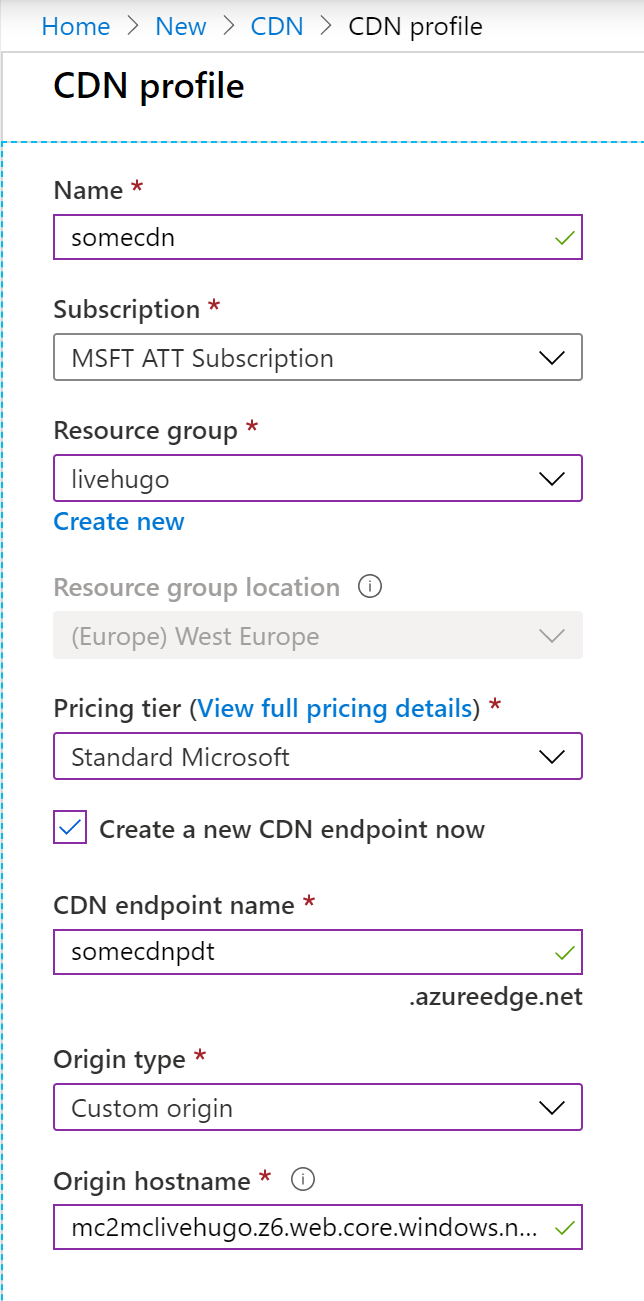 Home > New > CDN > CDN profile
CDN profile
Name *
somecdn
Subscription *
MSFT ATT Subscription
Resource group *
livehugo
Create new
Resource group location
(Europe) West Europe
Pricing tier (View full pricing details) *
Standard Microsoft
Create a new CDN endpoint now
CDN endpoint name *
somecdnpdt
.azureedge.net
Origin type *
Custom origin
Origin hostname *
mc2mclivehugo.z6.web.core.windows.n...